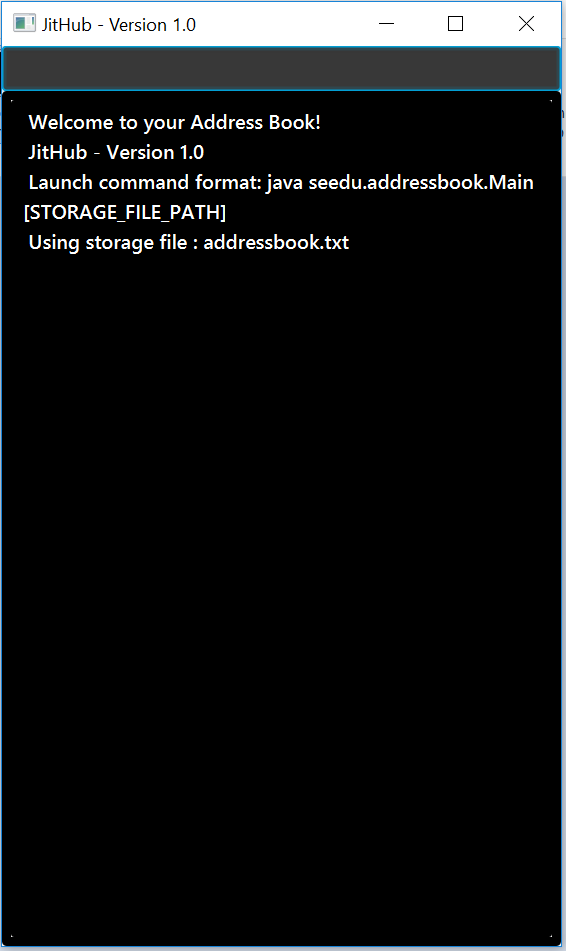 JitHub - Version 1.0
Welcome to your Address Book!
JitHub - Version 1.0
Launch command format: java seedu.addressbook.Main
[STORAGE_FILE_PATH]
Using storage file : addressbook.txt